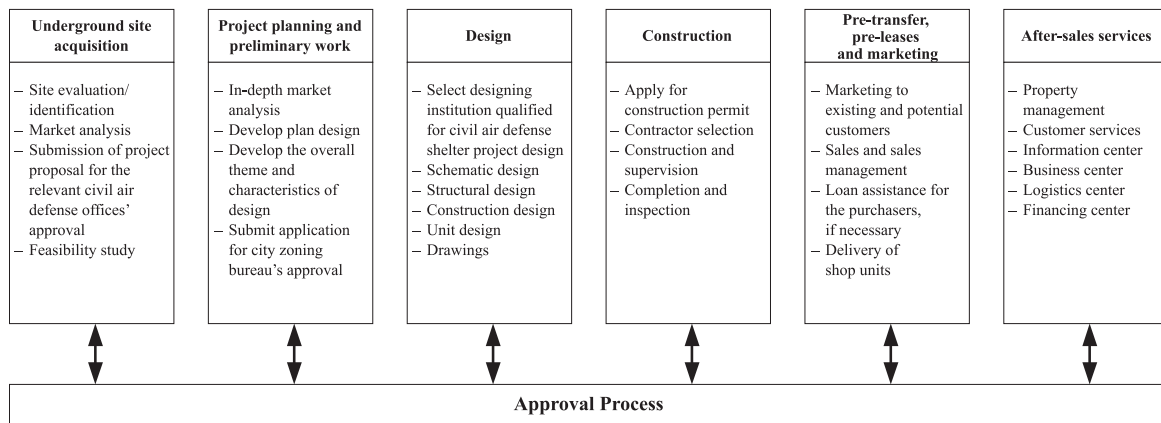 Underground site
acquisition
– Site evaluation/
identification
– Market analysis
– Submission of project
proposal for the
relevant civil air
defense offices’
approval
– Feasibility study
Project planning and
preliminary work
– In-depth market
analysis
– Develop plan design
– Develop the overall
theme and
characteristics of
design
– Submit application
for city zoning
bureau’s approval
Design
– Select designing
institution qualified
for civil air defense
shelter project design
– Schematic design
– Structural design
– Construction design
– Unit design
– Drawings
Construction
– Apply for
construction permit
– Contractor selection
– Construction and
supervision
– Completion and
inspection
Pre-transfer,
pre-leases
and marketing
– Marketing to
existing and potential
customers
– Sales and sales
management
– Loan assistance for
the purchasers,
if necessary
– Delivery of
shop units
After-sales services
– Property
management
– Customer services
– Information center
– Business center
– Logistics center
– Financing center
Approval Process